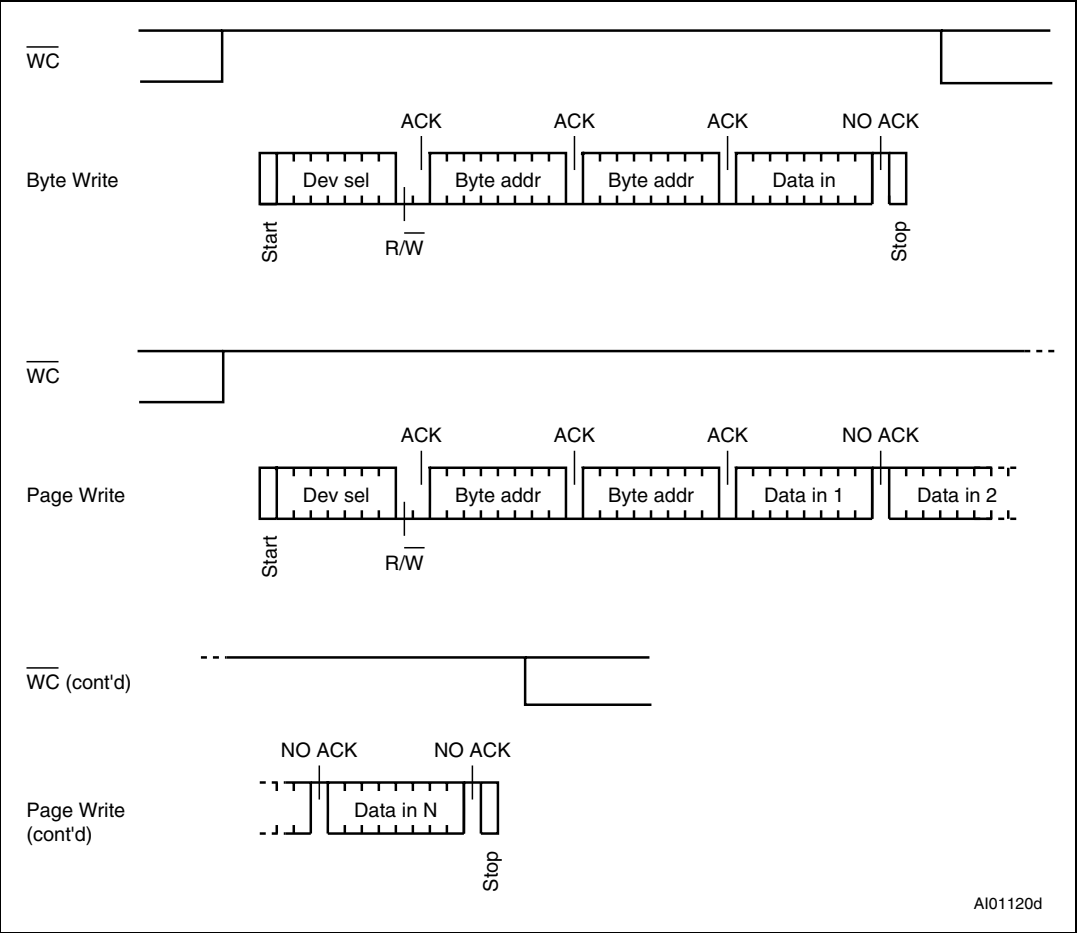 WC
ACK ACK ACK NO ACK
Byte Write Dev sel Byte addr Byte addr Data in
Start R/W Stop
WC
ACK ACK ACK NO ACK
Page Write Dev sel Byte addr Byte addr Data in 1 Data in 2
Start R/W
WC (cont'd)
NO ACK NO ACK
Page Write
(cont'd)
Data in N
Stop
AI01120d